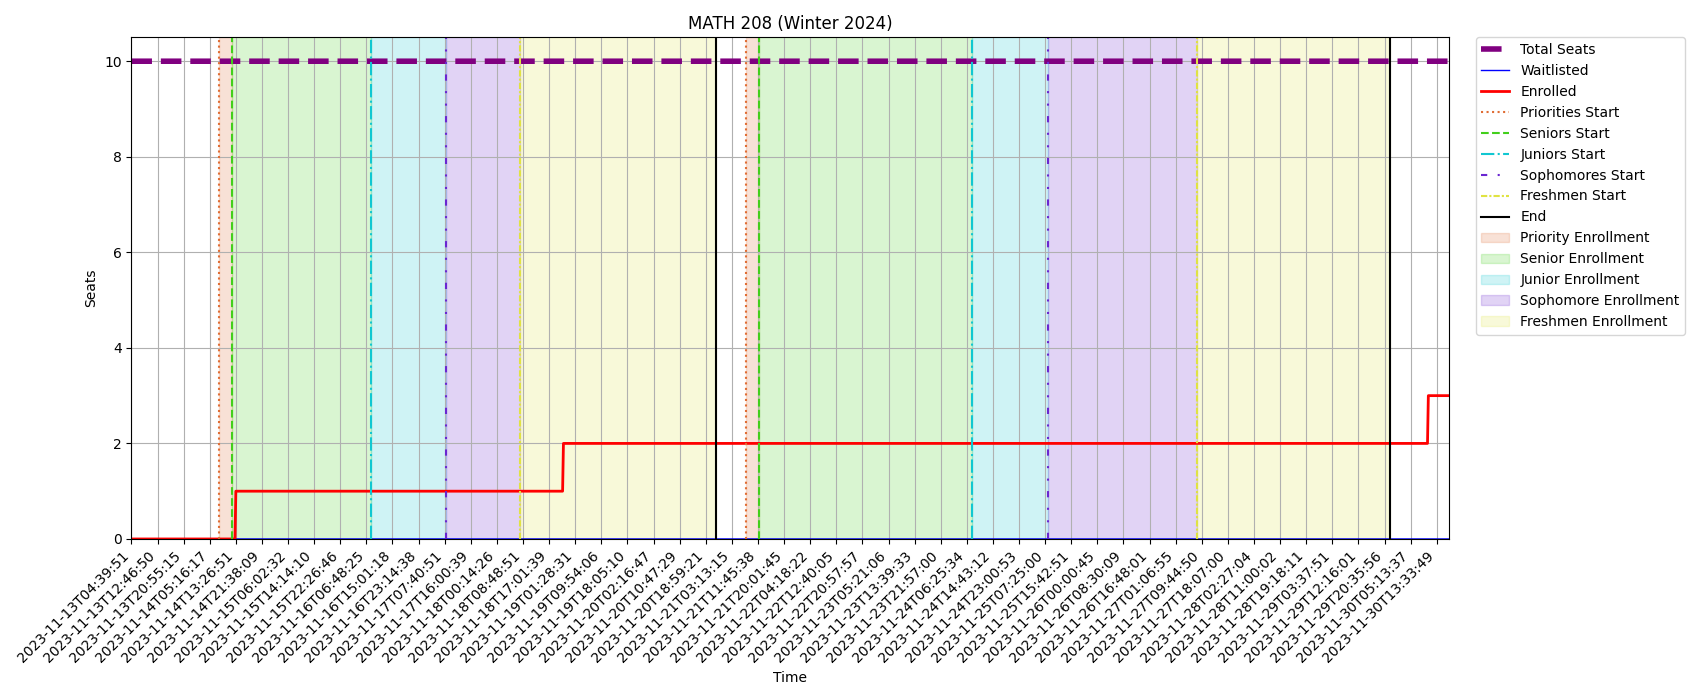 MATH 208 (Winter 2024)
10
8
6
4
2
0
Seats
2023-11-13T04:39:51
2023-11-13T12:46:50
2023-11-13T20:55:15
2023-11-14T05:16:17
2023-11-14T13:26:51
2023-11-14T21:38:09
2023-11-15T06:02:32
2023-11-15T14:14:10
2023-11-15T22:26:46
2023-11-16T06:48:25
2023-11-16T15:01:18
2023-11-16T23:14:38
2023-11-17T07:40:51
2023-11-17T16:00:39
2023-11-18T00:14:26
2023-11-18T08:48:51
2023-11-18T17:01:39
2023-11-19T01:28:31
2023-11-19T09:54:06
2023-11-19T18:05:10
2023-11-20T02:16:47
2023-11-20T10:47:29
2023-11-20T18:59:21
2023-11-21T03:13:15
2023-11-21T11:45:38
2023-11-21T20:01:45
2023-11-22T04:18:22
2023-11-22T12:40:05
2023-11-22T20:57:57
2023-11-23T05:21:06
2023-11-23T13:39:33
2023-11-23T21:57:00
2023-11-24T06:25:34
2023-11-24T14:43:12
2023-11-24T23:00:53
2023-11-25T07:25:00
2023-11-25T15:42:51
2023-11-26T00:00:45
2023-11-26T08:30:09
2023-11-26T16:48:01
2023-11-27T01:06:55
2023-11-27T09:44:50
2023-11-27T18:07:00
2023-11-28T02:27:04
2023-11-28T11:00:02
2023-11-28T19:18:11
2023-11-29T03:37:51
2023-11-29T12:16:01
2023-11-29T20:35:56
2023-11-30T05:13:37
2023-11-30T13:33:49
Time
Total Seats
Waitlisted
Enrolled
Priorities Start
Seniors Start
Juniors Start
Sophomores Start
Freshmen Start
End
Priority Enrollment
Senior Enrollment
Junior Enrollment
Sophomore Enrollment
Freshmen Enrollment